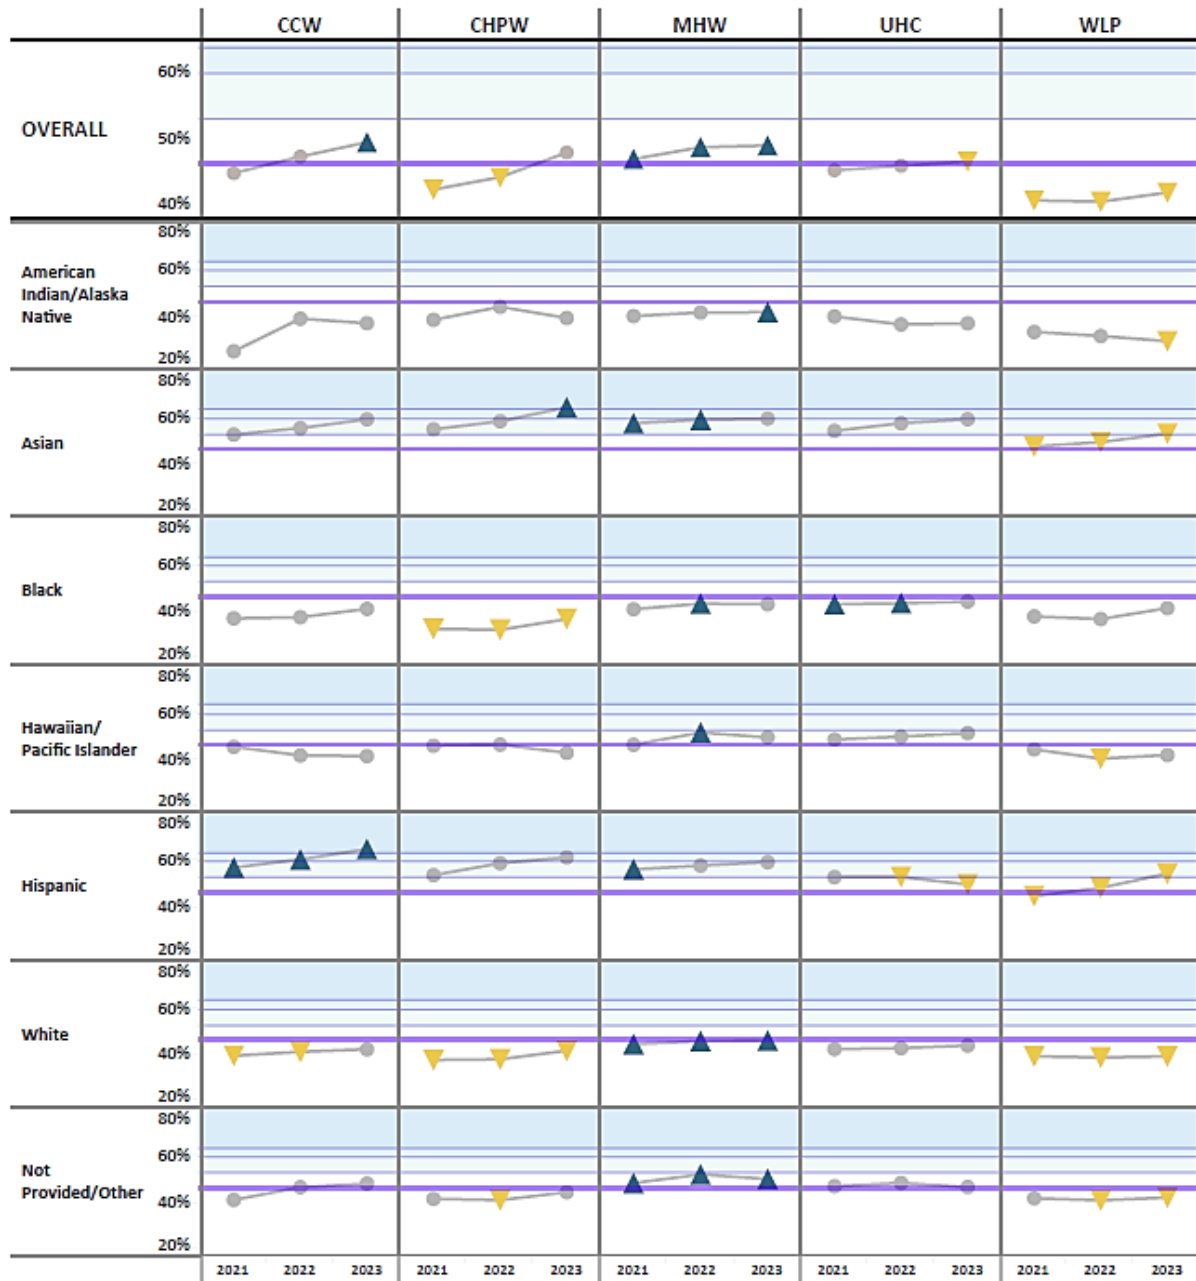 CCW CHPW MHW UHC WLP
60%
OVERALL
50%
40%
80%
60%
American
Indian/Alaska
Native
40%
20%
80%
60%
Asian
40%
20%
80%
60%
Black
40%
20%
80%
60%
Hawaiian/
Pacific Islander
40%
20%
80%
60%
Hispanic
40%
20%
80%
60%
White
40%
20%
80%
60%
Not
Provided/Other
40%
20%
2021 2022 2023 2021 2022 2023 2021 2022 2023 2021 2022 2023 2021 2022 2023